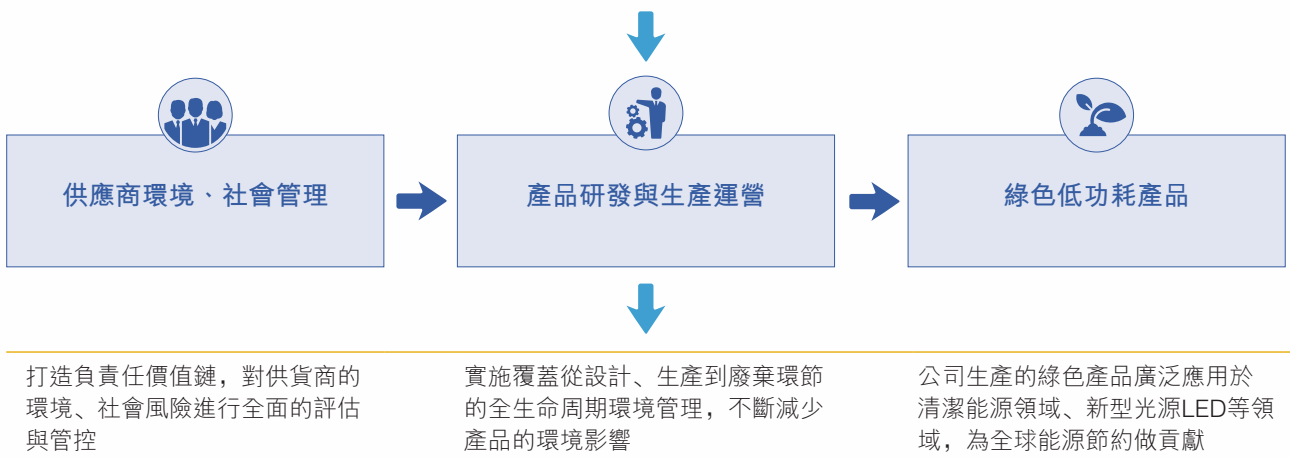 供應商環境、社會管理
產品研發與生產運營
綠色低功耗產品
打造負責任價值鏈，對供貨商的
環境、社會風險進行全面的評估
與管控
實施覆蓋從設計、生產到廢棄環節
的全生命周期環境管理，不斷減少
產品的環境影響
公司生產的綠色產品廣泛應用於
清潔能源領域、新型光源LED等領
域，為全球能源節約做貢獻